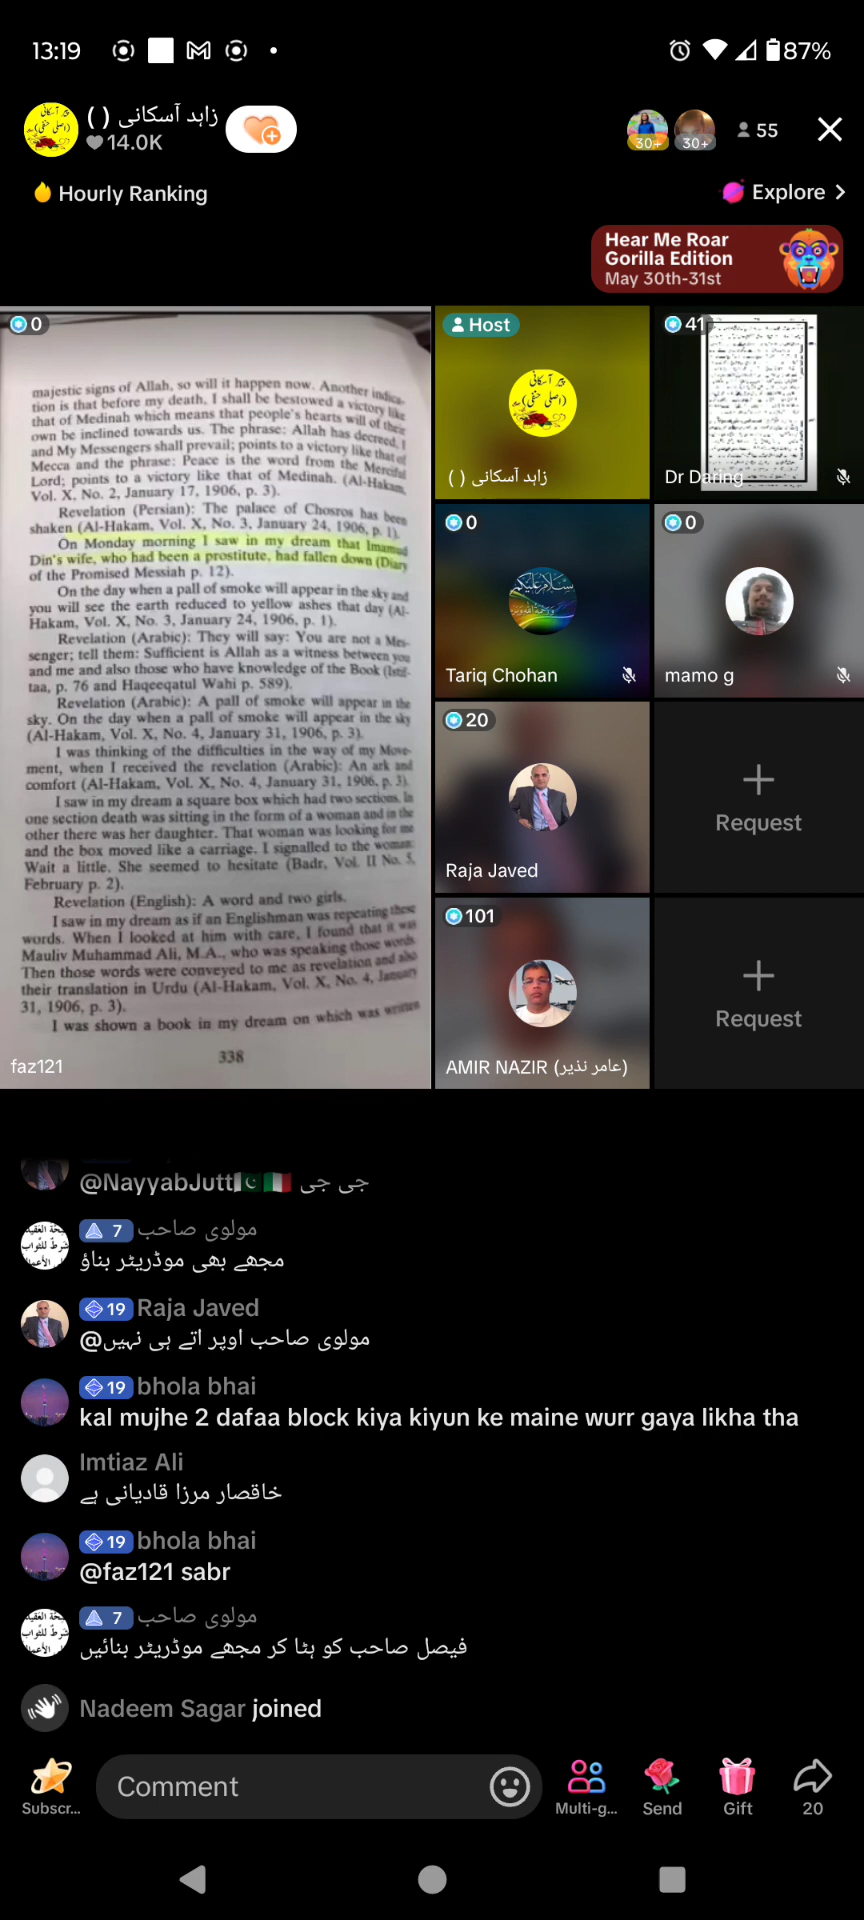 13:19
87%
زاہد آسکانی ( )
14.0K
30+
30+
55
Hourly Ranking
Explore
Hear Me Roar
Gorilla Edition
May 30th-31st
0
majestic signs of Allah, so will it happen now. Another indica-
tion is that before my death, I shall be bestowed a victory like
that of Medinah which means that people's hearts will of their
own be inclined towards us. The phrase: Allah has decreed, I
and My Messengers shall prevail; points to a victory like that of
Mecca and the phrase: Peace is the word from the Merciful
Lord; points to a victory like that of Medinah. (Al-Hakam,
Vol. X, No. 2, January 17, 1906, p. 3).
Revelation (Persian): The palace of Chosros has been
shaken (Al-Hakam, Vol. X, No. 3, January 24, 1906, p. 1).
On Monday morning I saw in my dream that Imamud
Din's wife, who had been a prostitute, had fallen down (Diary
of the Promised Messiah p. 12).
On the day when a pall of smoke will appear in the sky and
you will see the earth reduced to yellow ashes that day (Al-
Hakam, Vol. X, No. 3, January 24, 1906, p. 1).
Revelation (Arabic): They will say: You are not a Mes-
senger; tell them: Sufficient is Allah as a witness between you
and me and also those who have knowledge of the Book (Istif-
taa, p. 76 and Haqeeqatul Wahi p. 589).
Revelation (Arabic): A pall of smoke will appear in the
sky. On the day when a pall of smoke will appear in the sky
(Al-Hakam, Vol. X, No. 4, January 31, 1906, p. 3).
I was thinking of the difficulties in the way of my Move-
ment, when I received the revelation (Arabic): An ark and
comfort (Al-Hakam, Vol. X, No. 4, January 31, 1906, p. 3).
I saw in my dream a square box which had two sections. In
one section death was sitting in the form of a woman and in the
other there was her daughter. That woman was looking for me
and the box moved like a carriage. I signalled to the woman:
Wait a little. She seemed to hesitate (Badr, Vol. II No. 5,
February p. 2).
Revelation (English): A word and two girls.
I saw in my dream as if an Englishman was repeating these
words. When I looked at him with care, I found that it was
Mauliv Muhammad Ali, M.A., who was speaking those words.
Then those words were conveyed to me as revelation and also
their translation in Urdu (Al-Hakam, Vol. X, No. 4, January
31, 1906, p. 3).
I was shown a book in my dream on which was written
338
faz121
Host
پیر آسکانی
(اصلی حنفی)
زاہد آسکانی ( )
41
Dr Daring
0
Tariq Chohan
0
mamo g
20
Raja Javed
Request
101
AMIR NAZIR (عامر نذیر)
Request
@NayyabJutt🇵🇰🇮🇹 جی جی
7 مولوی صاحب
مجھے بھی موڈریٹر بناؤ
19 Raja Javed
@مولوی صاحب اوپر اتے ہی نہیں
19 bhola bhai
kal mujhe 2 dafaa block kiya kiyun ke maine wurr gaya likha tha
Imtiaz Ali
خاقصار مرزا قادیانی ہے
19 bhola bhai
@faz121 sabr
7 مولوی صاحب
فیصل صاحب کو ہٹا کر مجھے موڈریٹر بنائیں
Nadeem Sagar joined
Comment
Subscr...
Multi-g...
Send
Gift
20